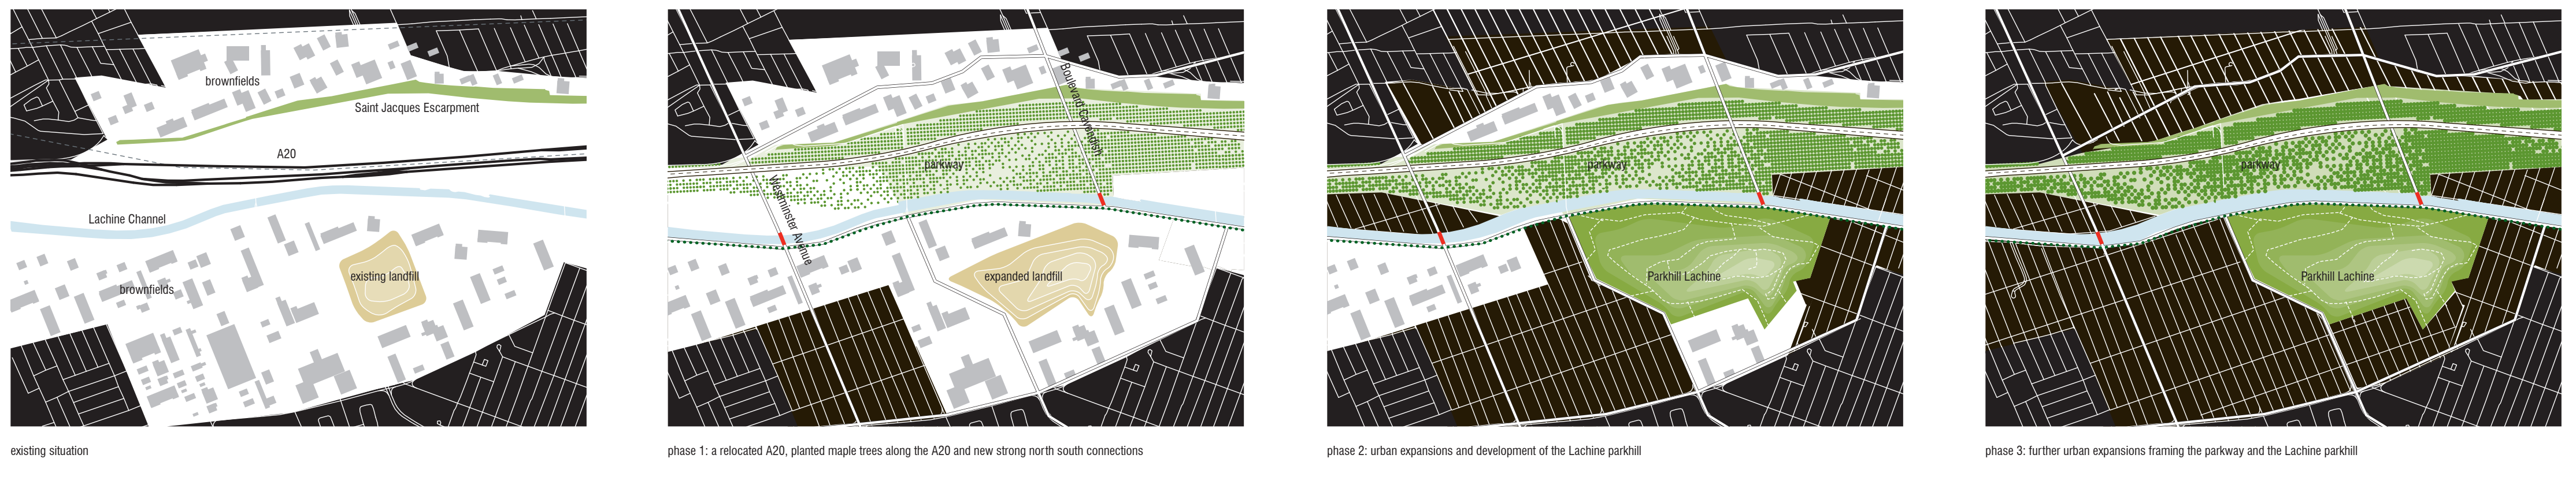 brownfields
Saint Jacques Escarpment
A20
Lachine Channel
existing landfill
brownfields
existing situation
Boulevard Cavendish
parkway
Westminster Avenue
expanded landfill
phase 1: a relocated A20, planted maple trees along the A20 and new strong north south connections
parkway
Parkhill Lachine
phase 2: urban expansions and development of the Lachine parkhill
parkway
Parkhill Lachine
phase 3: further urban expansions framing the parkway and the Lachine parkhill